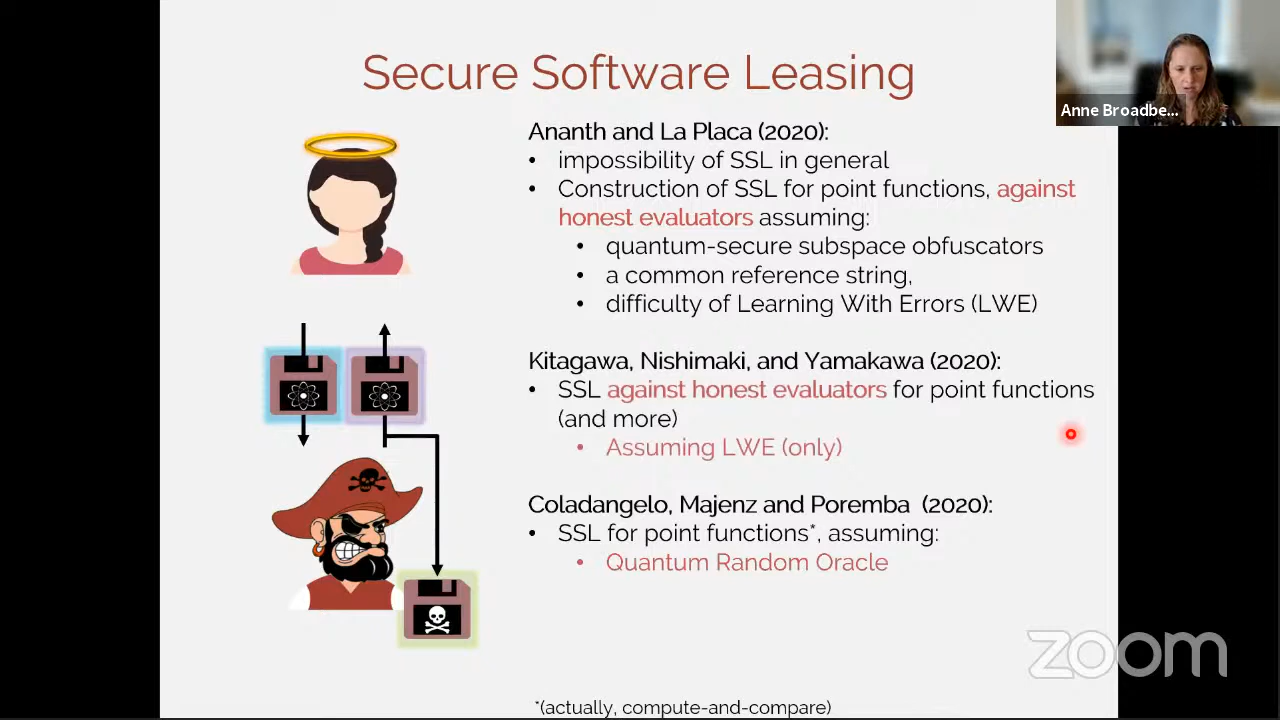 Secure Software Leasing
Anne Broadbe...
Ananth and La Placa (2020):
• impossibility of SSL in general
• Construction of SSL for point functions, against
honest evaluators assuming:
• quantum-secure subspace obfuscators
• a common reference string,
• difficulty of Learning With Errors (LWE)
Kitagawa, Nishimaki, and Yamakawa (2020):
• SSL against honest evaluators for point functions
(and more)
• Assuming LWE (only)
Coladangelo, Majenz and Poremba (2020):
• SSL for point functions*, assuming:
• Quantum Random Oracle
zoom
*(actually, compute-and-compare)